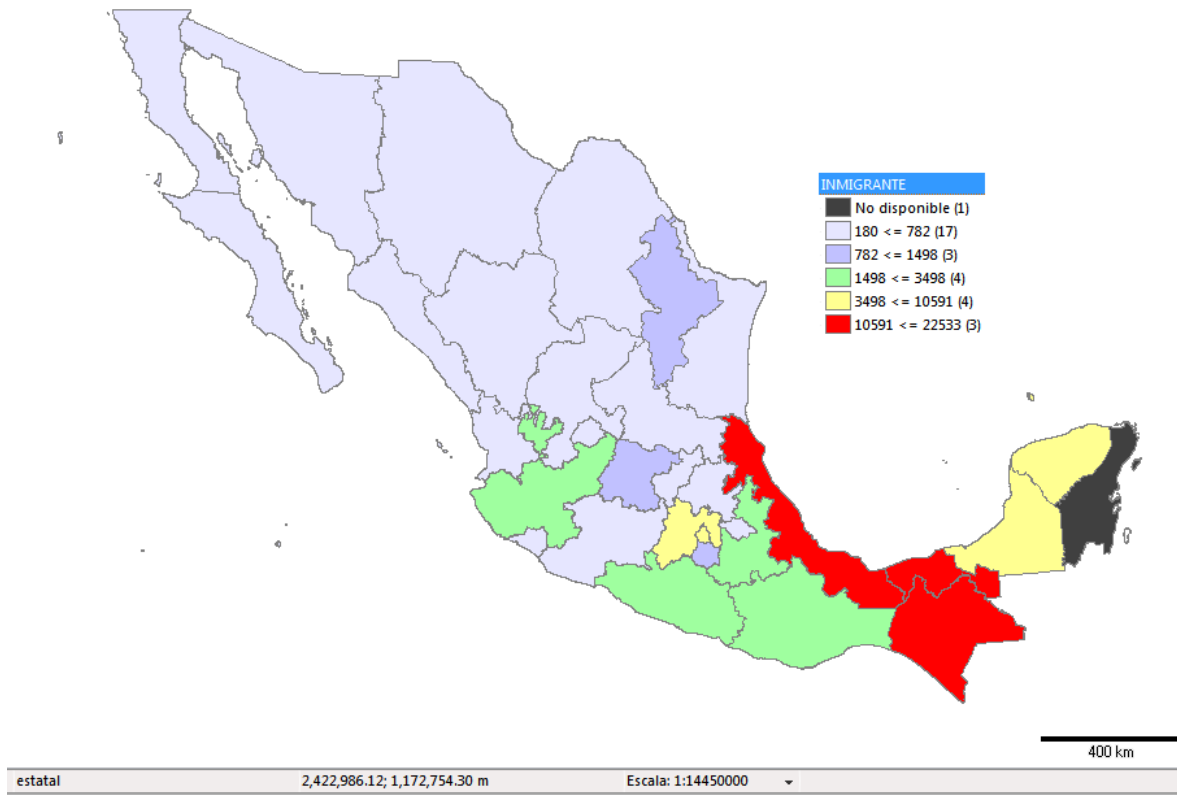 INMIGRANTE
No disponible (1)
180 <= 782 (17)
782 <= 1498 (3)
1498 <= 3498 (4)
3498 <= 10591 (4)
10591 <= 22533 (3)
400 km
estatal 2,422,986.12; 1,172,754.30 m Escala: 1:14450000